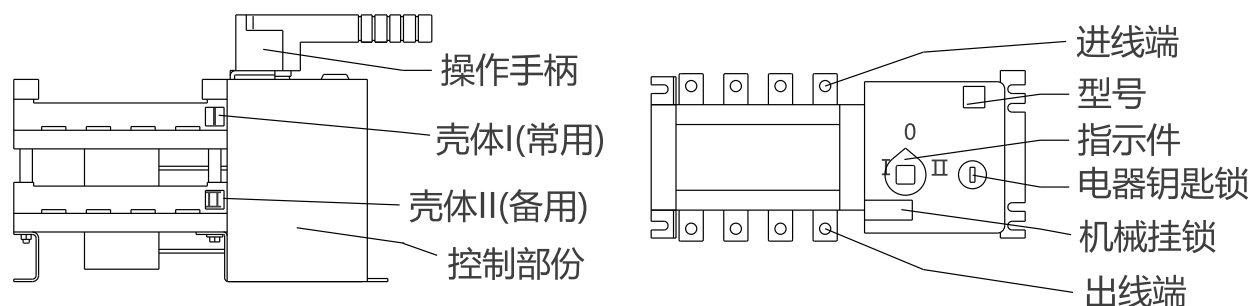 操作手柄
壳体I(常用)
壳体II(备用)
控制部份
进线端
型号
指示件
电器钥匙锁
机械挂锁
出线端
0
I
II
I
II